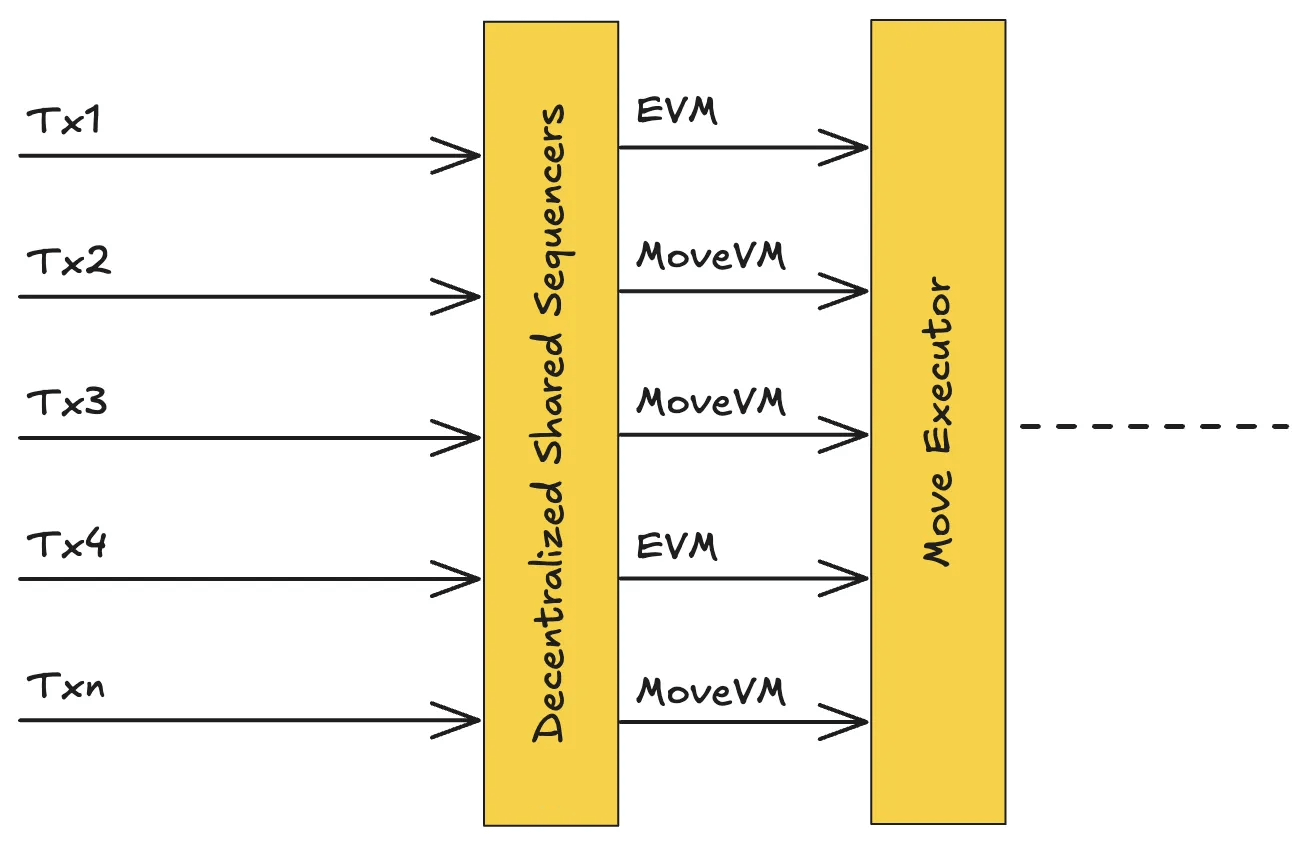 Tx1
Tx2
Tx3
Tx4
Txn
Decentralized Shared Sequencers
EVM
MoveVM
MoveVM
EVM
MoveVM
Move Executor